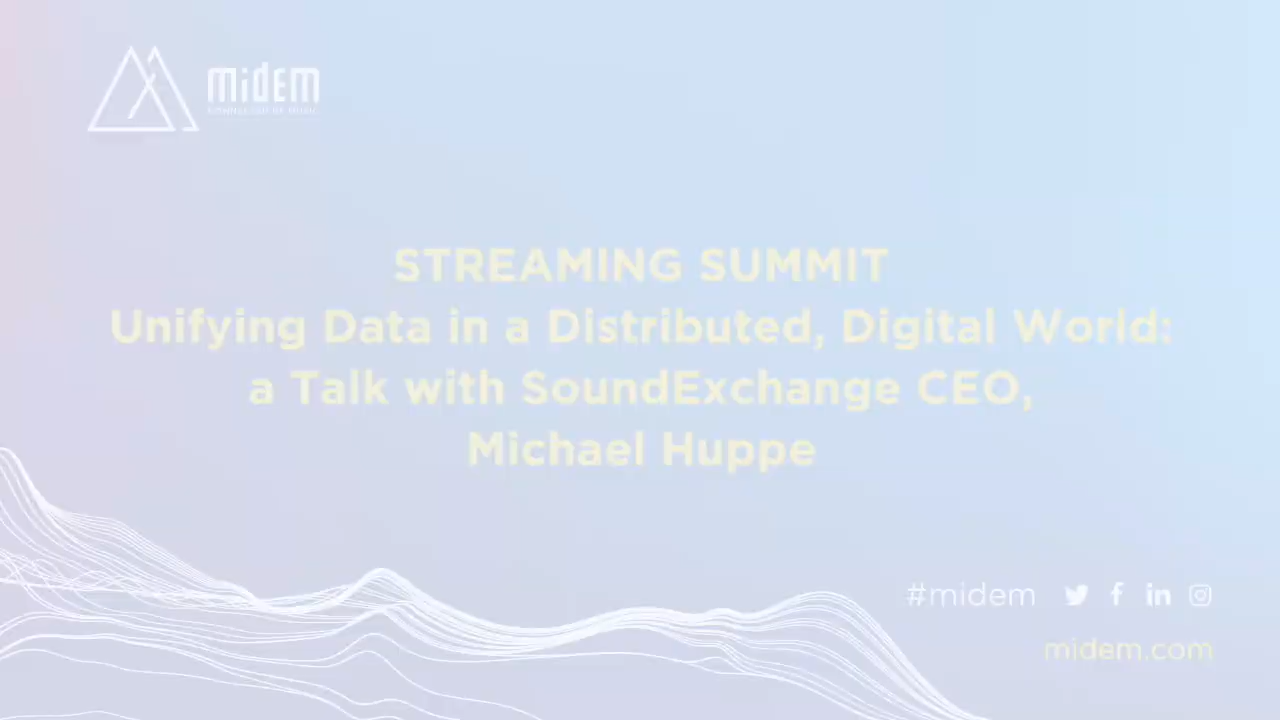 midem
STREAMING SUMMIT
Unifying Data in a Distributed, Digital World:
a Talk with SoundExchange CEO,
Michael Huppe
#midem
midem.com